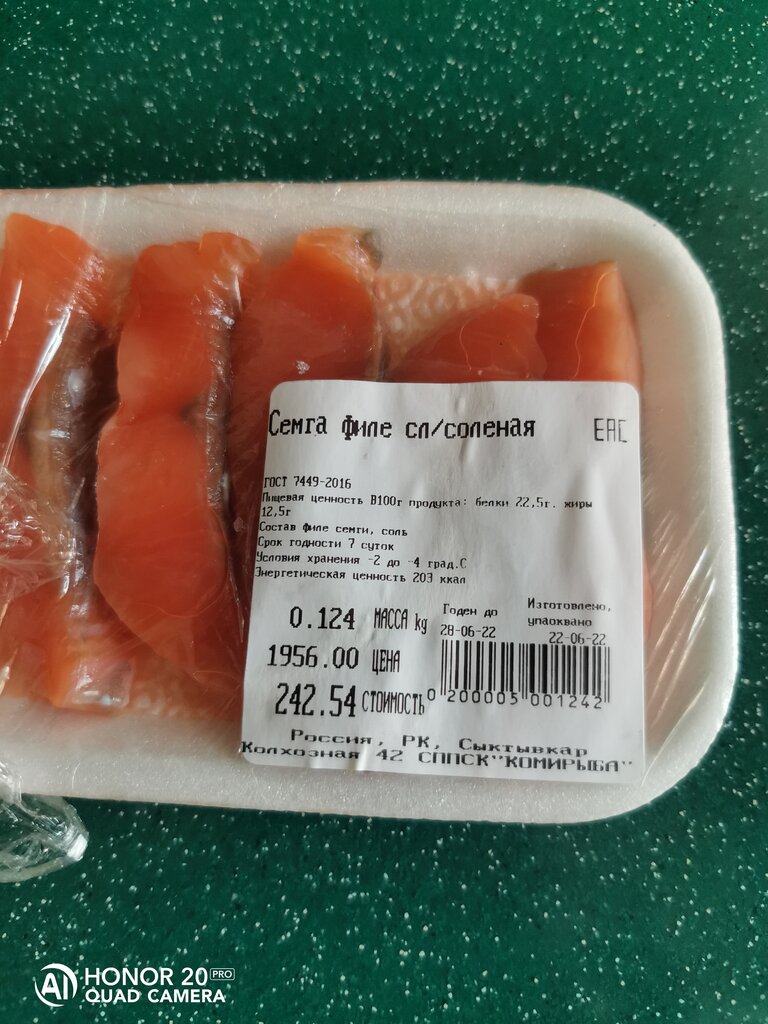 Семга филе сл/соленая
ЕАС
ГОСТ 7449-2016
Пищевая ценность В100г продукта: белки 22,5г. жиры
12,5г
Состав филе семги, соль
Срок годности 7 суток
Условия хранения -2 до -4 град.С
Энергетическая ценность 203 ккал
0.124 МАССА kg
Годен до
28-06-22
Изготовлено,
упаоквано
22-06-22
1956.00 ЦЕНА
242.54 СТОИМОСТЬ
0 200005 001242
Россия, РК, Сыктывкар
Колхозная 42 СППСК"КОМИРЫБА"
HONOR 20 PRO
QUAD CAMERA